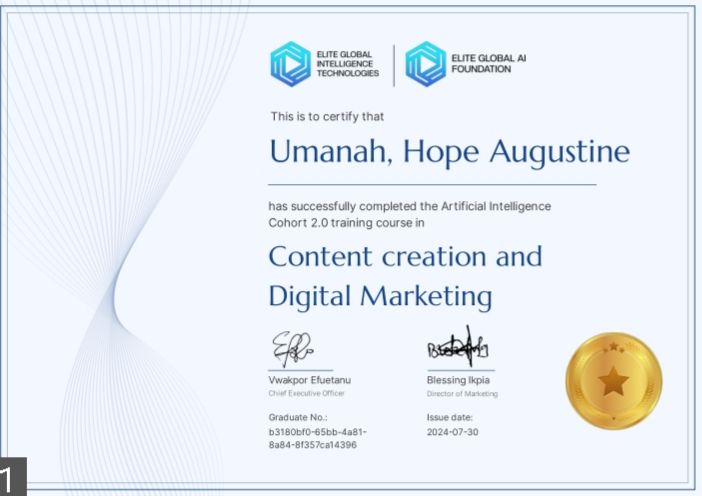 ELITE GLOBAL
INTELLIGENCE
TECHNOLOGIES
ELITE GLOBAL AI
FOUNDATION
This is to certify that
Umanah, Hope Augustine
has successfully completed the Artificial Intelligence
Cohort 2.0 training course in
Content creation and
Digital Marketing
Vwakpor Efuetanu
Chief Executive Officer
Blessing Ikpia
Director of Marketing
Graduate No.:
b3180bf0-65bb-4a81-
8a84-8f357ca14396
Issue date:
2024-07-30
1